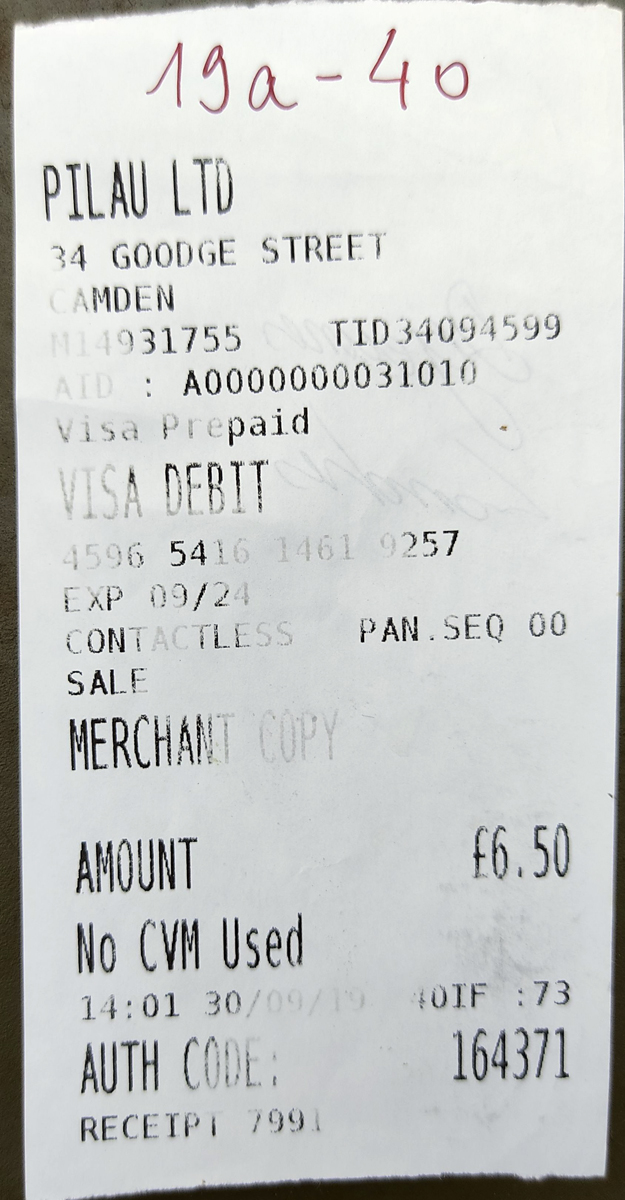 19a-40
PILAU LTD
34 GOODGE STREET
CAMDEN
M14931755 TID34094599
AID : A0000000031010
Visa Prepaid
VISA DEBIT
4596 5416 1461 9257
EXP 09/24
CONTACTLESS PAN.SEQ 00
SALE
MERCHANT COPY
AMOUNT £6.50
No CVM Used
14:01 30/09/19 40IF :73
AUTH CODE: 164371
RECEIPT 7991